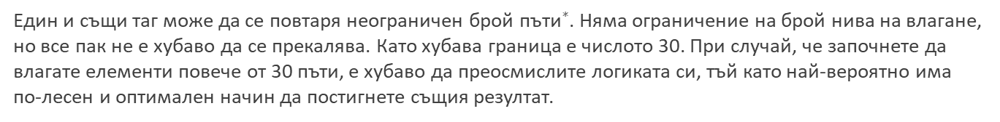 Един и същи таг може да се повтаря неограничен брой пъти*. Няма ограничение на брой нива на влагане,
но все пак не е хубаво да се прекалява. Като хубава граница е числото 30. При случай, че започнете да
влагате елементи повече от 30 пъти, е хубаво да преосмислите логиката си, тъй като най-вероятно има
по-лесен и оптимален начин да постигнете същия резултат.